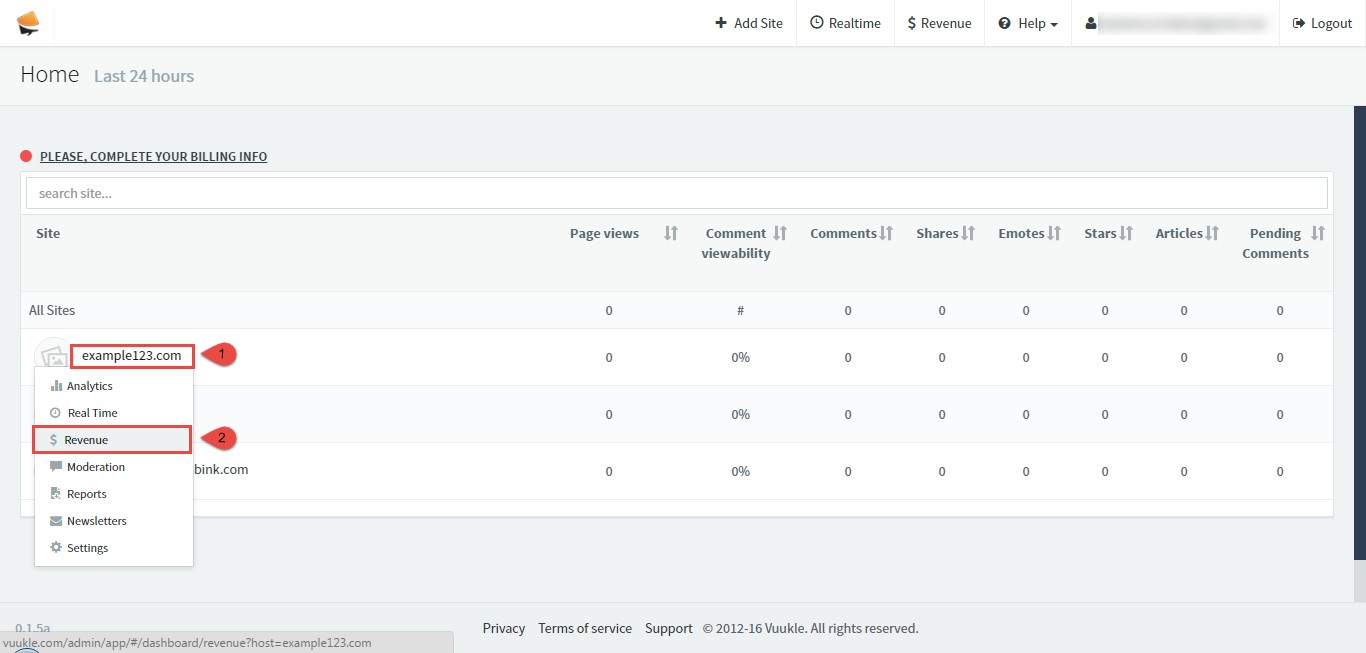 Add Site Realtime $ Revenue Help Logout
Home Last 24 hours
PLEASE, COMPLETE YOUR BILLING INFO
search site...
Site Page views Comment viewability Comments Shares Emotes Stars Articles Pending Comments
All Sites 0 # 0 0 0 0 0 0
example123.com 1 0 0% 0 0 0 0 0 0
Analytics
Real Time 0 0% 0 0 0 0 0 0
$ Revenue 2
Moderation bink.com 0 0% 0 0 0 0 0 0
Reports
Newsletters
Settings
0.1.5a Privacy Terms of service Support © 2012-16 Vuukle. All rights reserved.
vuukle.com/admin/app/#/dashboard/revenue?host=example123.com